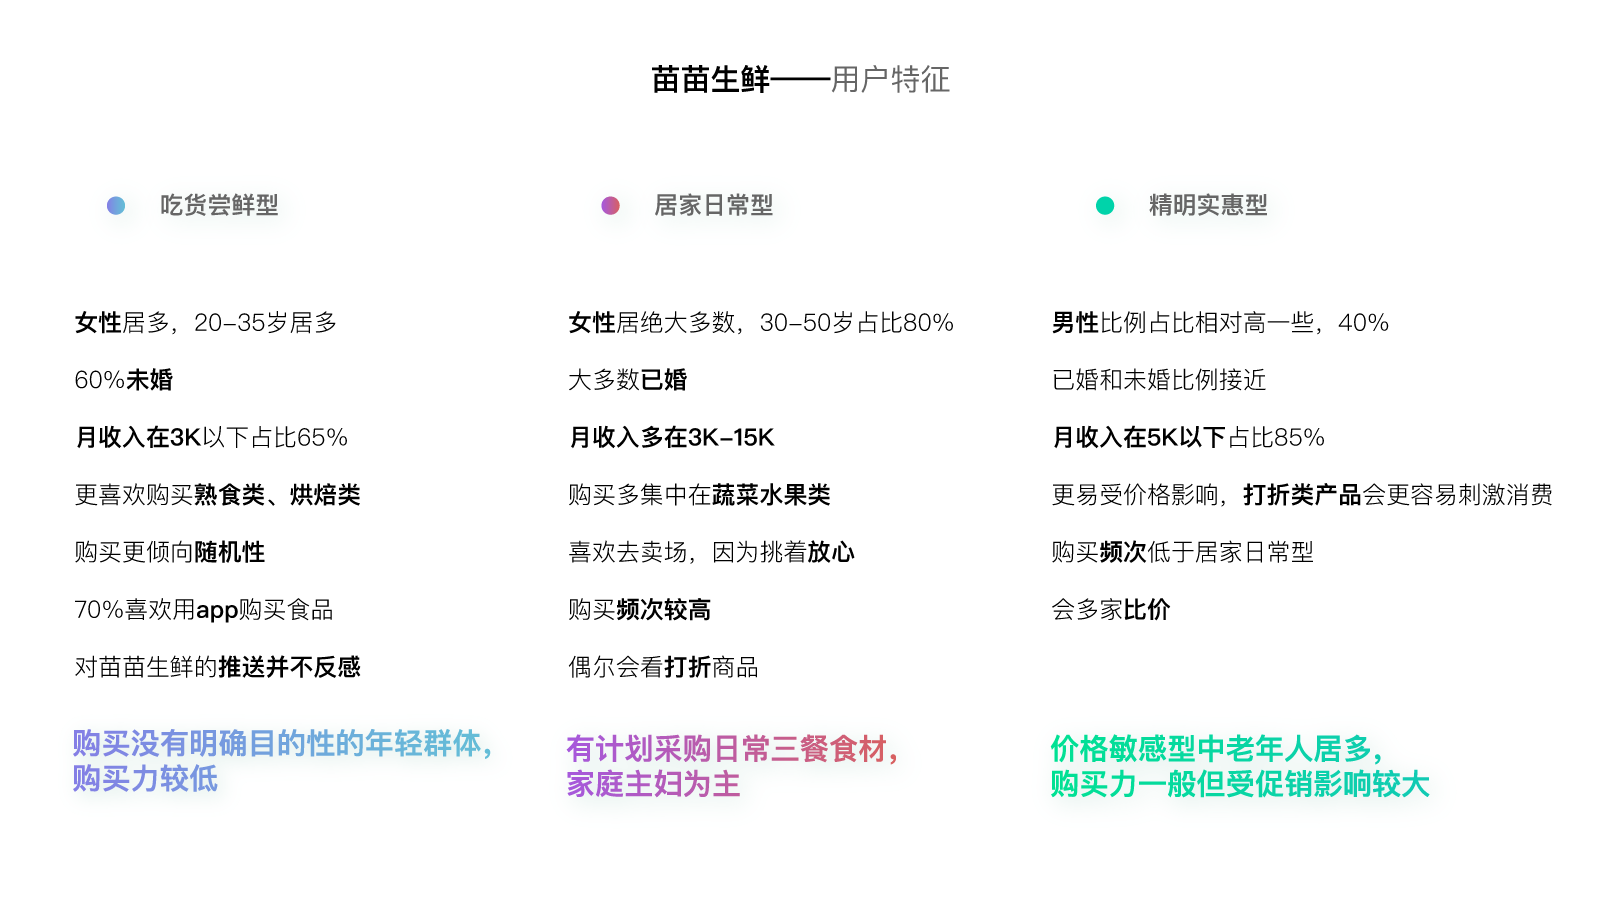 苗苗生鲜——用户特征
吃货尝鲜型
女性居多，20-35岁居多
60%未婚
月收入在3K以下占比65%
更喜欢购买熟食类、烘焙类
购买更倾向随机性
70%喜欢用app购买食品
对苗苗生鲜的推送并不反感
购买没有明确目的性的年轻群体，
购买力较低
居家日常型
女性居绝大多数，30-50岁占比80%
大多数已婚
月收入多在3K-15K
购买多集中在蔬菜水果类
喜欢去卖场，因为挑着放心
购买频次较高
偶尔会看打折商品
有计划采购日常三餐食材，
家庭主妇为主
精明实惠型
男性比例占比相对高一些，40%
已婚和未婚比例接近
月收入在5K以下占比85%
更易受价格影响，打折类产品会更容易刺激消费
购买频次低于居家日常型
会多家比价
价格敏感型中老年人居多，
购买力一般但受促销影响较大